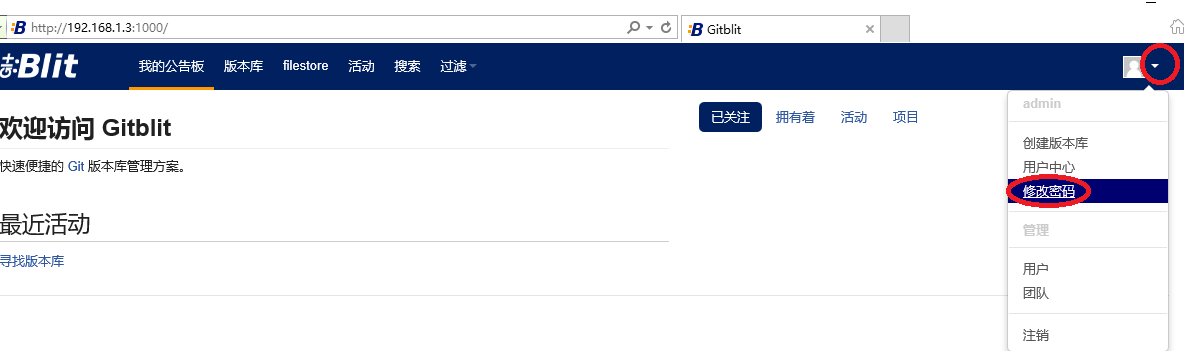 http://192.168.1.3:1000/
Gitblit
Blit
我的公告板 版本库 filestore 活动 搜索 过滤
欢迎访问 Gitblit
已关注 拥有着 活动 项目
快速便捷的 Git 版本库管理方案。
最近活动
寻找版本库
admin
创建版本库
用户中心
修改密码
管理
用户
团队
注销